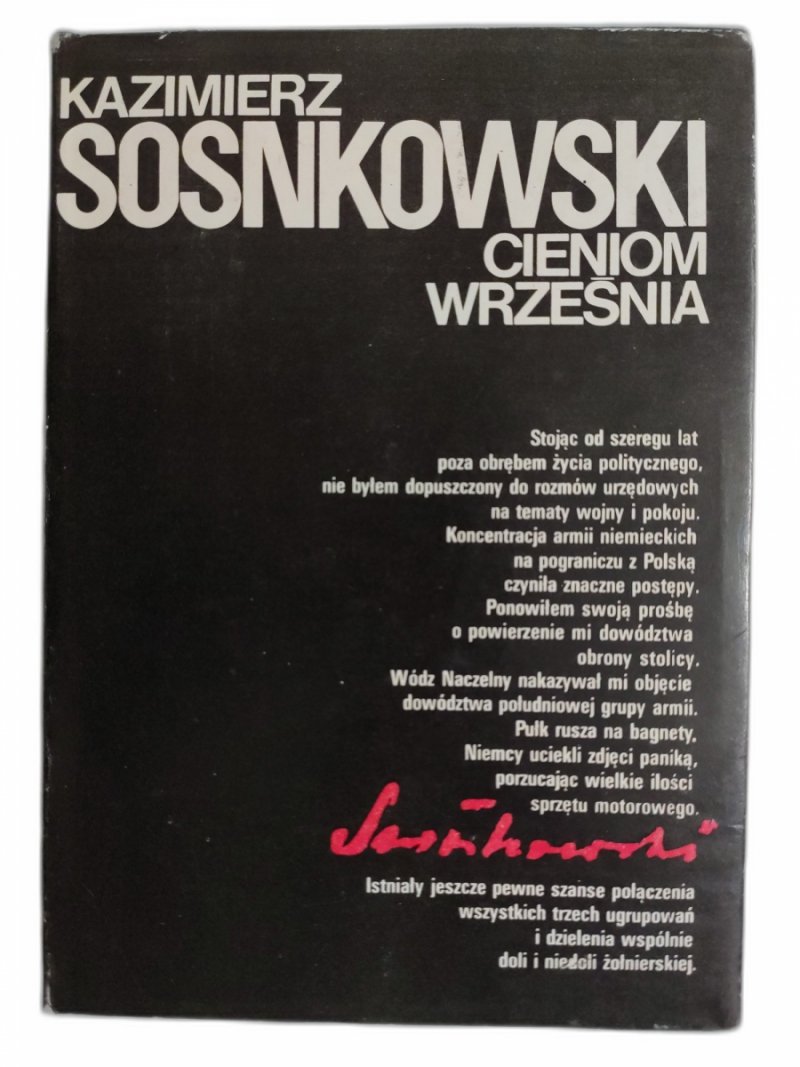 KAZIMIERZ
SOSNKOWSKI
CIENIOM
WRZEŚNIA
Stojąc od szeregu lat
poza obrębem życia politycznego,
nie byłem dopuszczony do rozmów urzędowych
na tematy wojny i pokoju.
Koncentracja armii niemieckich
na pograniczu z Polską
czyniła znaczne postępy.
Ponowiłem swoją prośbę
o powierzenie mi dowództwa
obrony stolicy.
Wódz Naczelny nakazywał mi objęcie
dowództwa południowej grupy armii.
Pułk rusza na bagnety.
Niemcy uciekli zdjęci paniką,
porzucając wielkie ilości
sprzętu motorowego.
Sosnkowski
Istniały jeszcze pewne szanse połączenia
wszystkich trzech ugrupowań
i dzielenia wspólnie
doli i niedoli żołnierskiej.